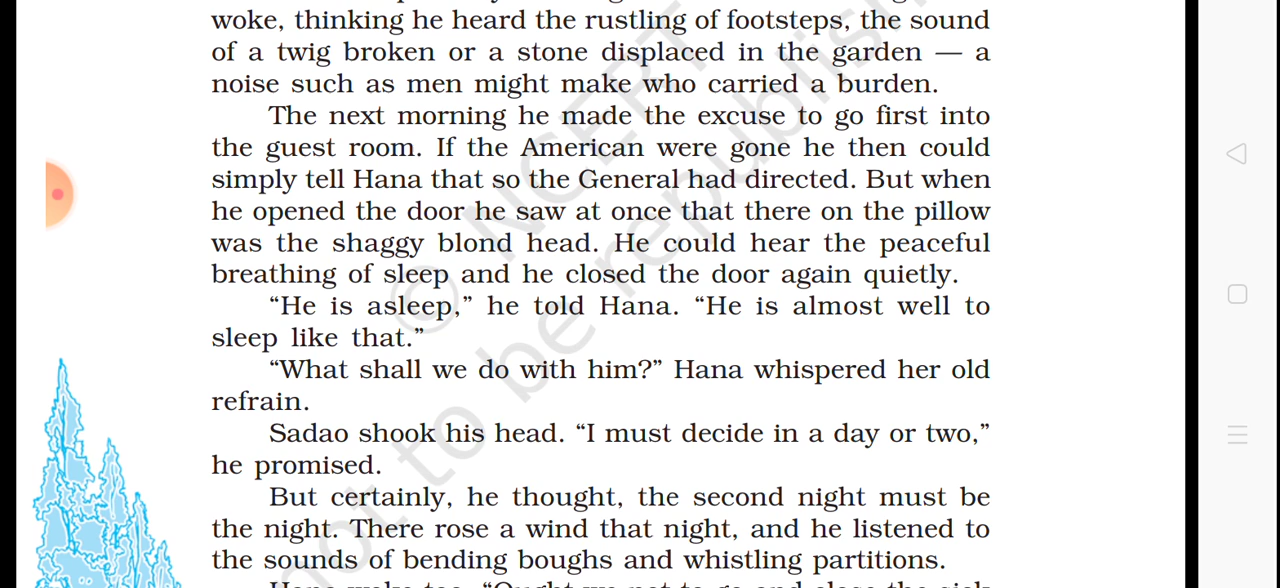 woke, thinking he heard the rustling of footsteps, the sound
of a twig broken or a stone displaced in the garden — a
noise such as men might make who carried a burden.
The next morning he made the excuse to go first into
the guest room. If the American were gone he then could
simply tell Hana that so the General had directed. But when
he opened the door he saw at once that there on the pillow
was the shaggy blond head. He could hear the peaceful
breathing of sleep and he closed the door again quietly.
“He is asleep,” he told Hana. “He is almost well to
sleep like that.”
“What shall we do with him?” Hana whispered her old
refrain.
Sadao shook his head. “I must decide in a day or two,”
he promised.
But certainly, he thought, the second night must be
the night. There rose a wind that night, and he listened to
the sounds of bending boughs and whistling partitions.
© NCERT
not to be republish